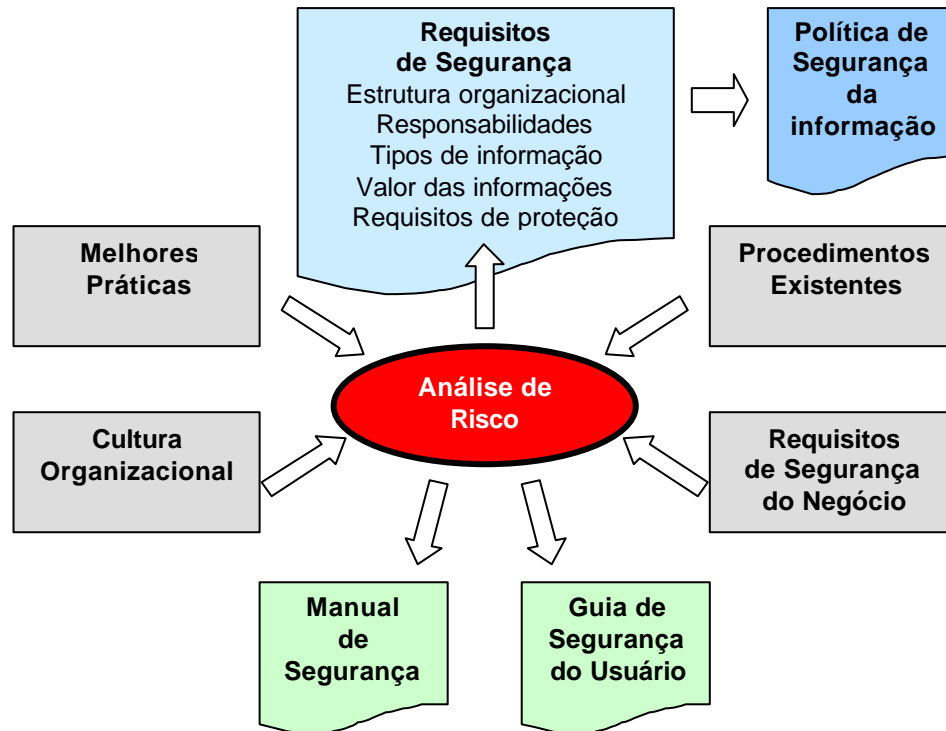 Requisitos
de Segurança
Estrutura organizacional
Responsabilidades
Tipos de informação
Valor das informações
Requisitos de proteção
Política de
Segurança
da
informação
Melhores
Práticas
Procedimentos
Existentes
Análise de
Risco
Cultura
Organizacional
Requisitos
de Segurança
do Negócio
Manual
de
Segurança
Guia de
Segurança
do Usuário